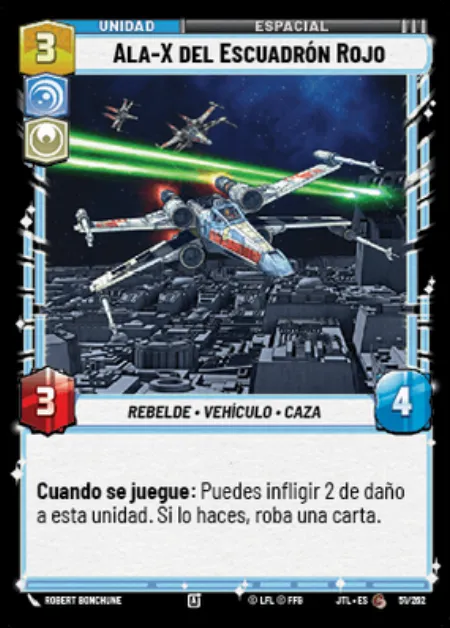 UNIDAD
ESPACIAL
3
ALA-X DEL ESCUADRÓN ROJO
3
REBELDE • VEHÍCULO • CAZA
4
Cuando se juegue: Puedes infligir 2 de daño
a esta unidad. Si lo haces, roba una carta.
ROBERT BONCHUNE
A
© LFL © FFG
JTL • ES
51/262